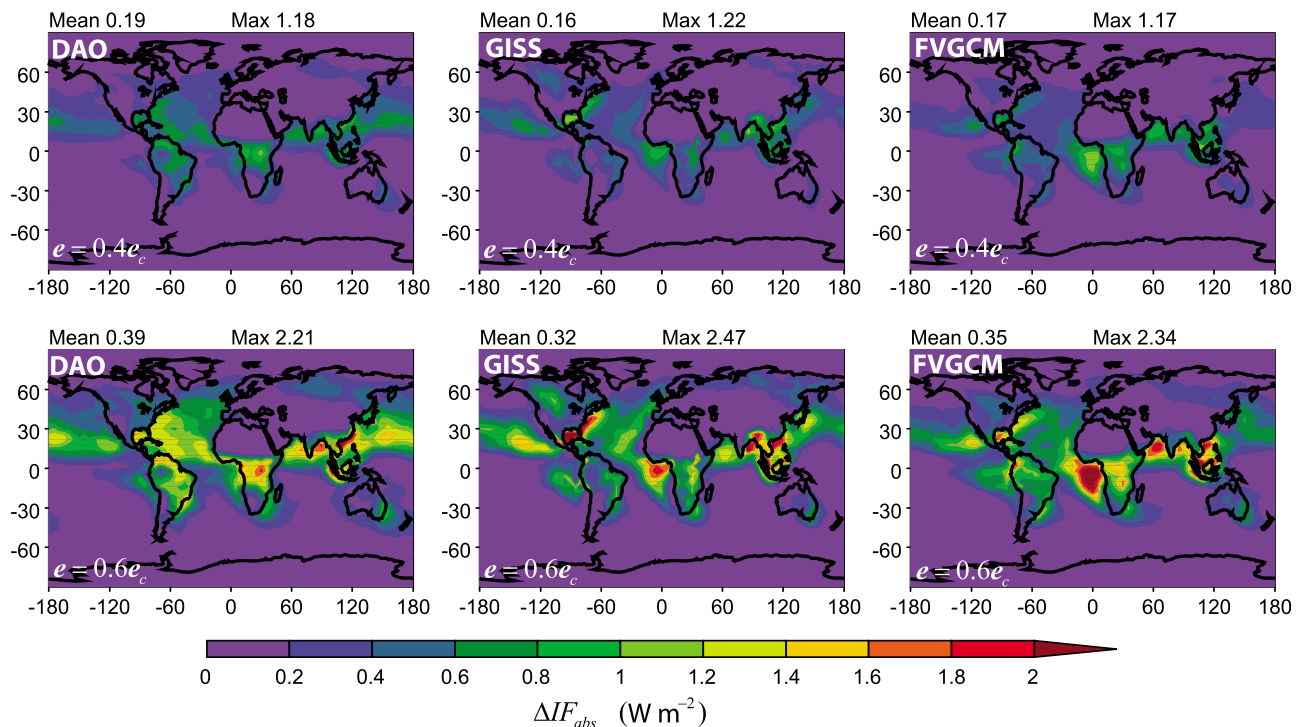 Mean 0.19 Max 1.18 Mean 0.16 Max 1.22 Mean 0.17 Max 1.17
DAO GISS FVGCM
60 60 60
30 30 30
0 0 0
-30 -30 -30
-60 -60 -60
e = 0.4e_c e = 0.4e_c e = 0.4e_c
-180 -120 -60 0 60 120 180 -180 -120 -60 0 60 120 180 -180 -120 -60 0 60 120 180
Mean 0.39 Max 2.21 Mean 0.32 Max 2.47 Mean 0.35 Max 2.34
DAO GISS FVGCM
60 60 60
30 30 30
0 0 0
-30 -30 -30
-60 -60 -60
e = 0.6e_c e = 0.6e_c e = 0.6e_c
-180 -120 -60 0 60 120 180 -180 -120 -60 0 60 120 180 -180 -120 -60 0 60 120 180
0 0.2 0.4 0.6 0.8 1 1.2 1.4 1.6 1.8 2
ΔIF_abs (W m⁻²)